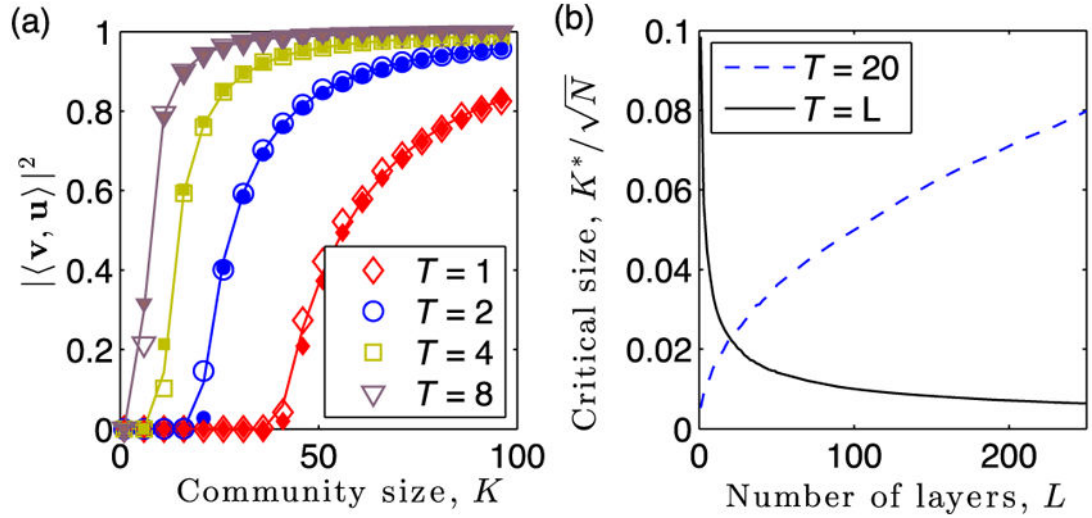 (a)
1
0.8
0.6
0.4
0.2
0
|⟨v, u⟩|²
T = 1
T = 2
T = 4
T = 8
0 50 100
Community size, K
(b)
0.1
0.08
0.06
0.04
0.02
0
Critical size, K*/√N
T = 20
T = L
0 100 200
Number of layers, L